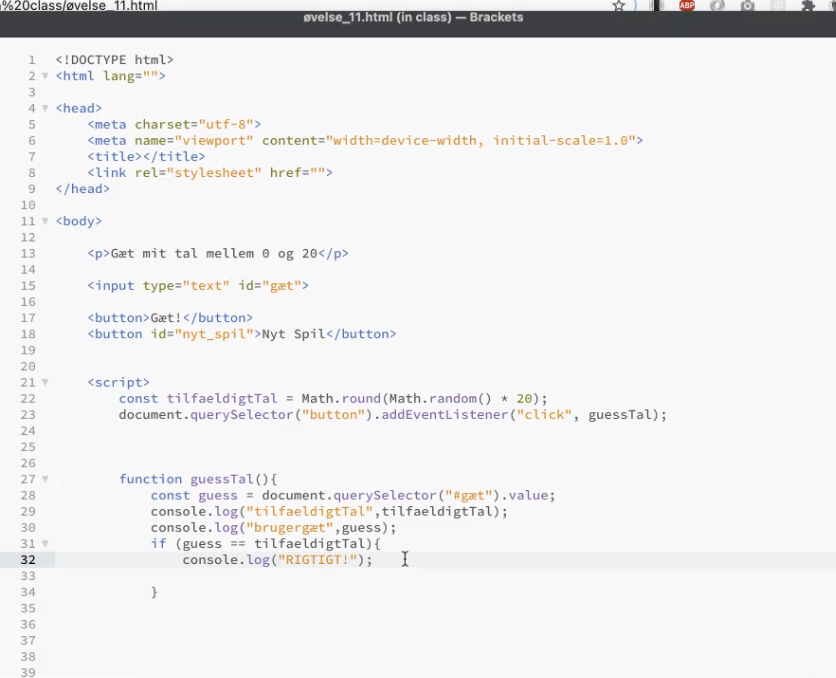 %20class/øvelse_11.html
ABP
øvelse_11.html (in class) — Brackets
1 <!DOCTYPE html>
2 <html lang="">
3
4 <head>
5     <meta charset="utf-8">
6     <meta name="viewport" content="width=device-width, initial-scale=1.0">
7     <title></title>
8     <link rel="stylesheet" href="">
9 </head>
10
11 <body>
12
13     <p>Gæt mit tal mellem 0 og 20</p>
14
15     <input type="text" id="gæt">
16
17     <button>Gæt!</button>
18     <button id="nyt_spil">Nyt Spil</button>
19
20
21     <script>
22         const tilfaeldigtTal = Math.round(Math.random() * 20);
23         document.querySelector("button").addEventListener("click", guessTal);
24
25
26
27         function guessTal(){
28             const guess = document.querySelector("#gæt").value;
29             console.log("tilfaeldigtTal",tilfaeldigtTal);
30             console.log("brugergæt",guess);
31             if (guess == tilfaeldigtTal){
32                 console.log("RIGTIGT!");
33
34             }
35
36
37
38
39